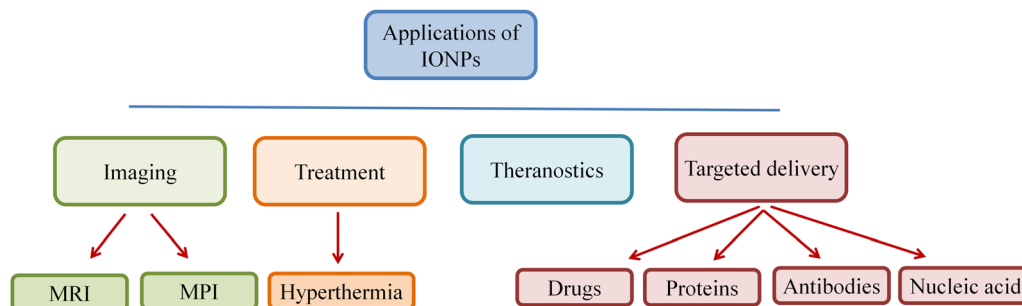 Applications of
IONPs
Imaging
Treatment
Theranostics
Targeted delivery
MRI
MPI
Hyperthermia
Drugs
Proteins
Antibodies
Nucleic acid